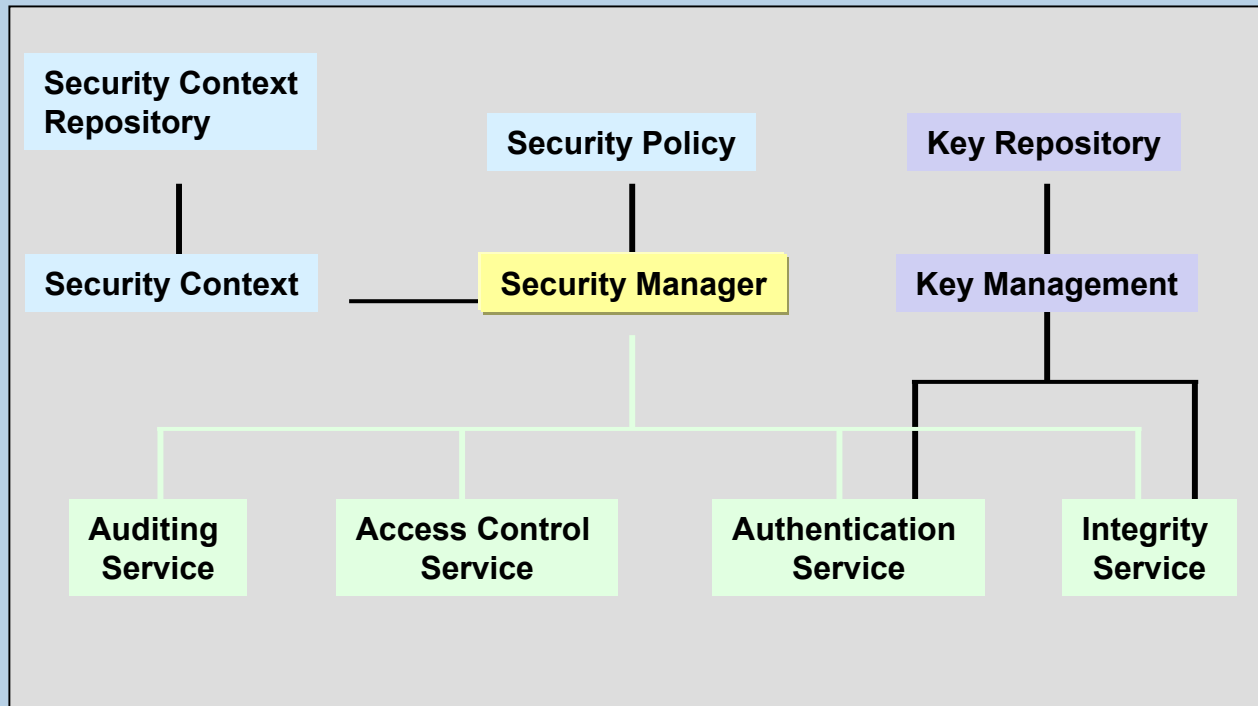 Security Context
Repository
Security Policy
Key Repository
Security Context
Security Manager
Key Management
Auditing
Service
Access Control
Service
Authentication
Service
Integrity
Service